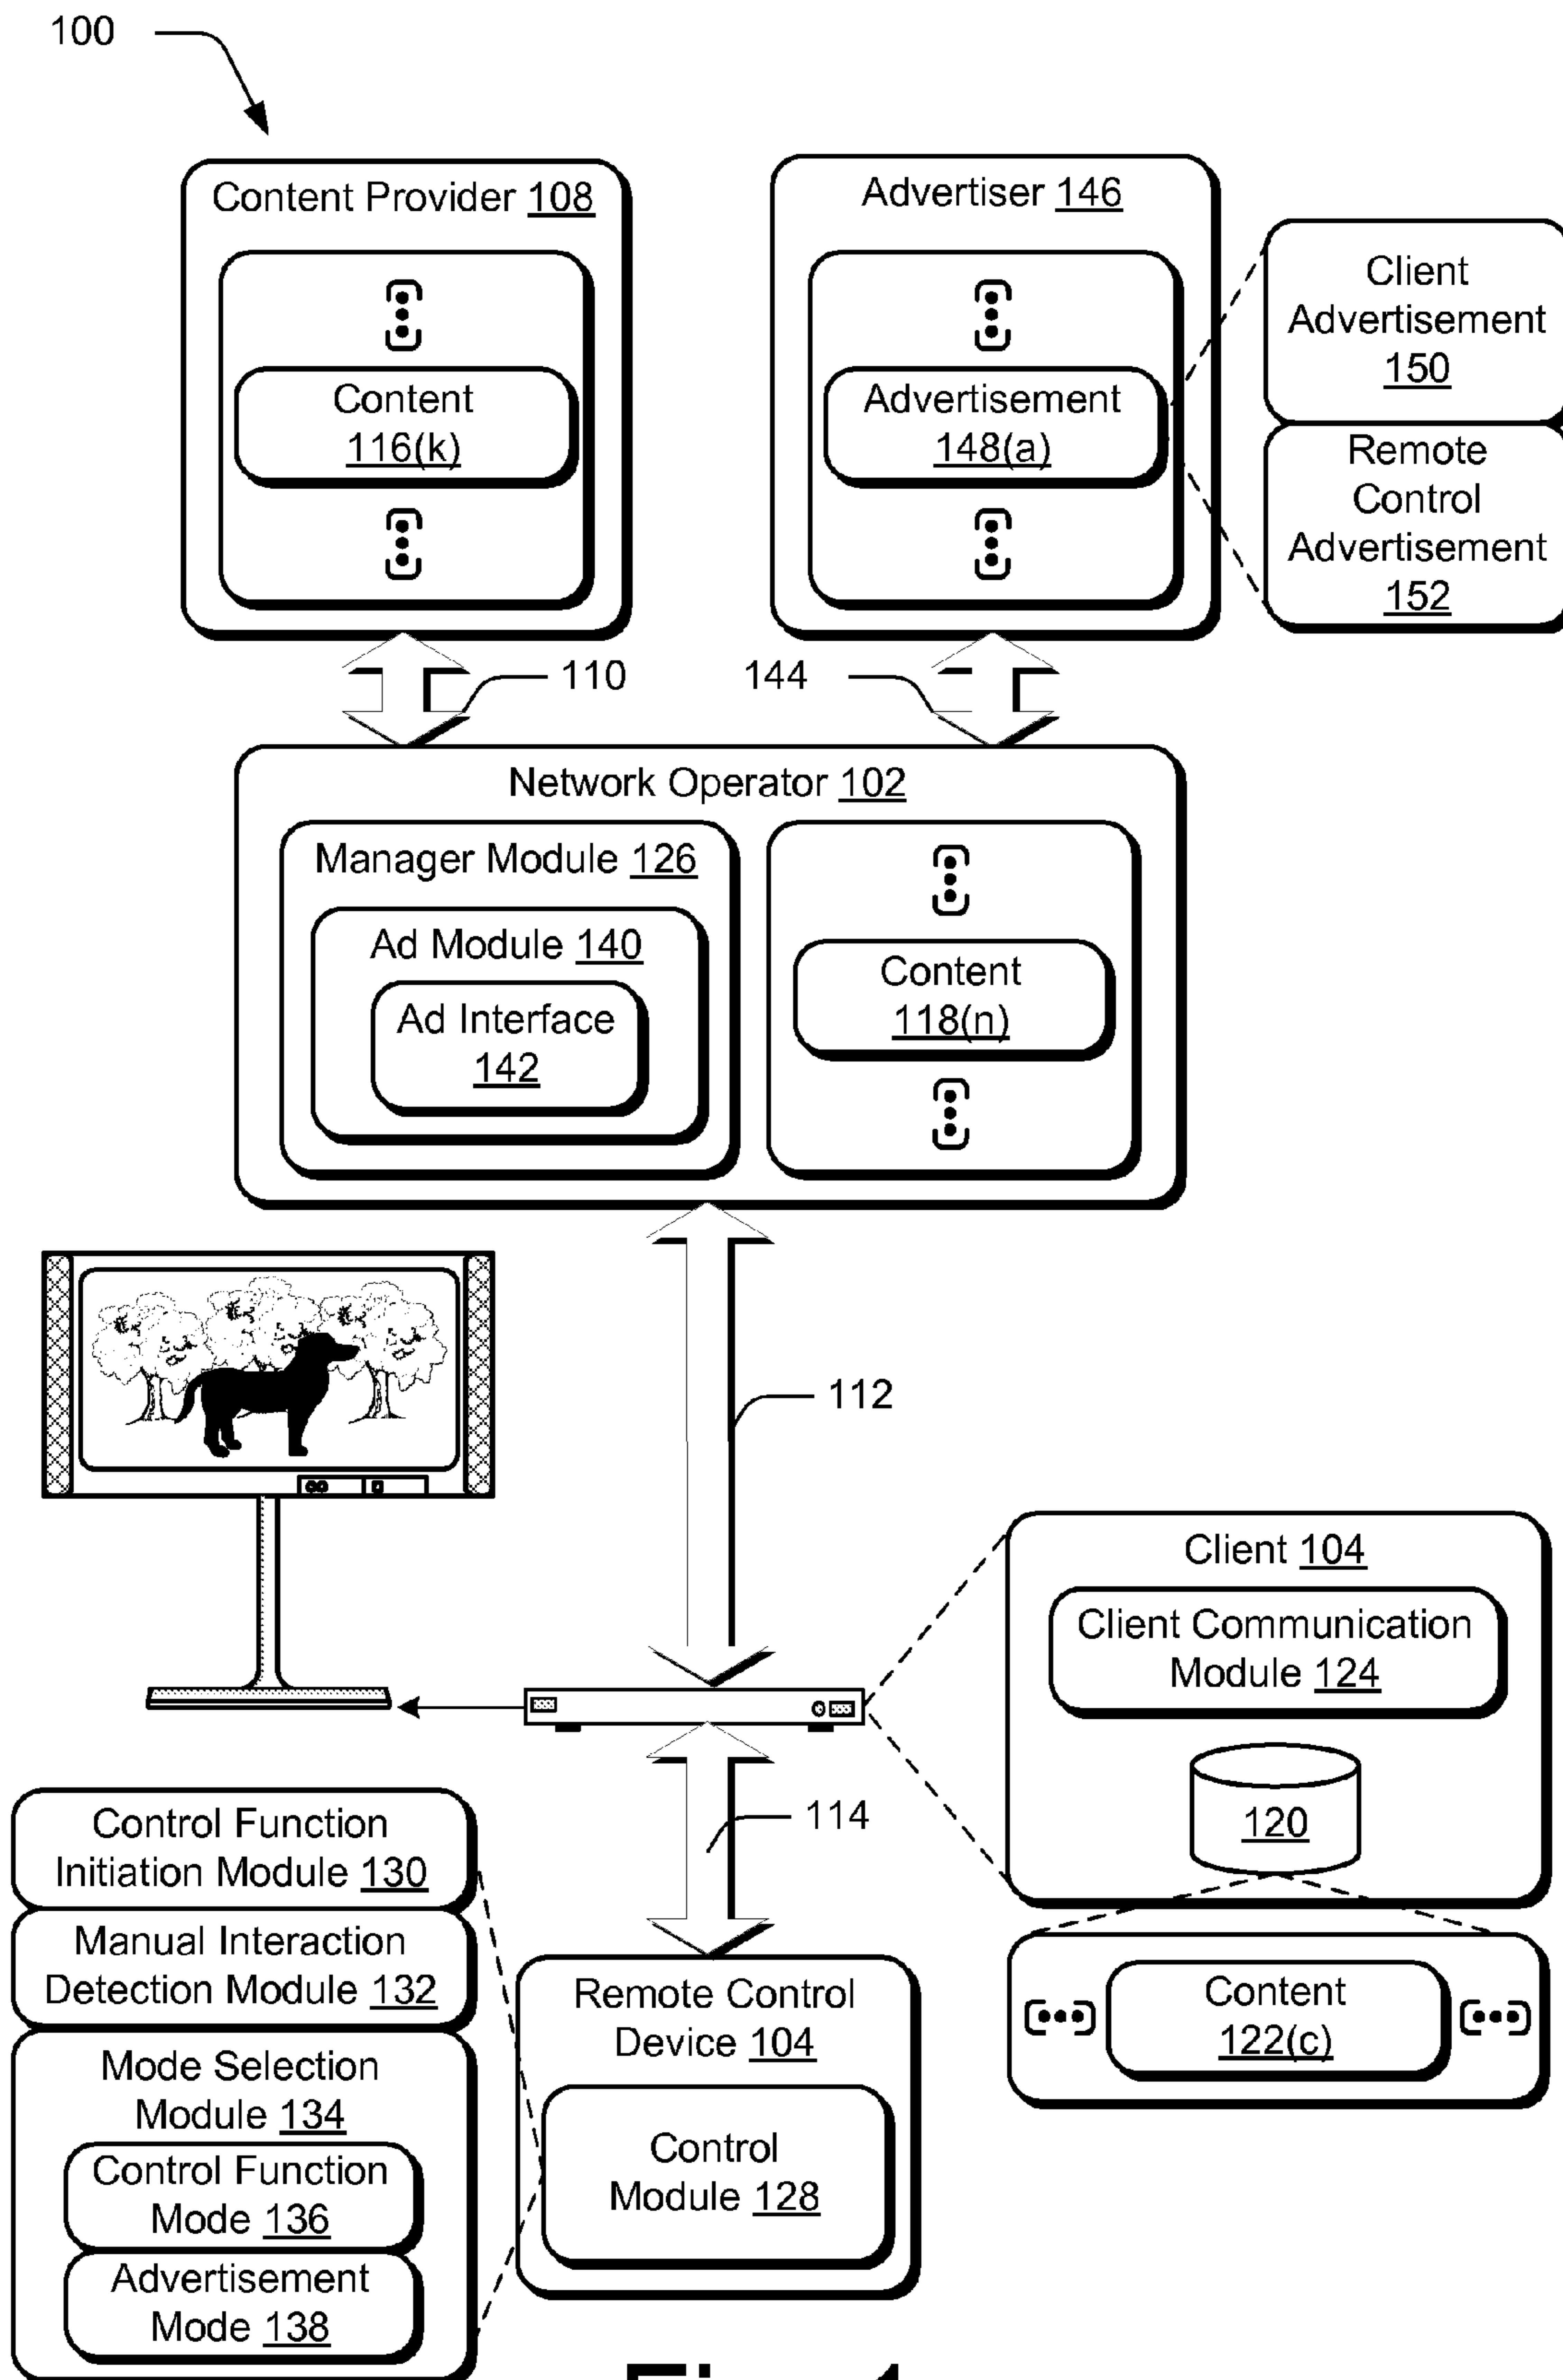 100
Content Provider 108
Content
116(k)
Advertiser 146
Advertisement
148(a)
Client
Advertisement
150
Remote
Control
Advertisement
152
110
144
Network Operator 102
Manager Module 126
Ad Module 140
Ad Interface
142
Content
118(n)
112
Client 104
Client Communication
Module 124
120
Content
122(c)
114
Control Function
Initiation Module 130
Manual Interaction
Detection Module 132
Mode Selection
Module 134
Control Function
Mode 136
Advertisement
Mode 138
Remote Control
Device 104
Control
Module 128
Fig. 1